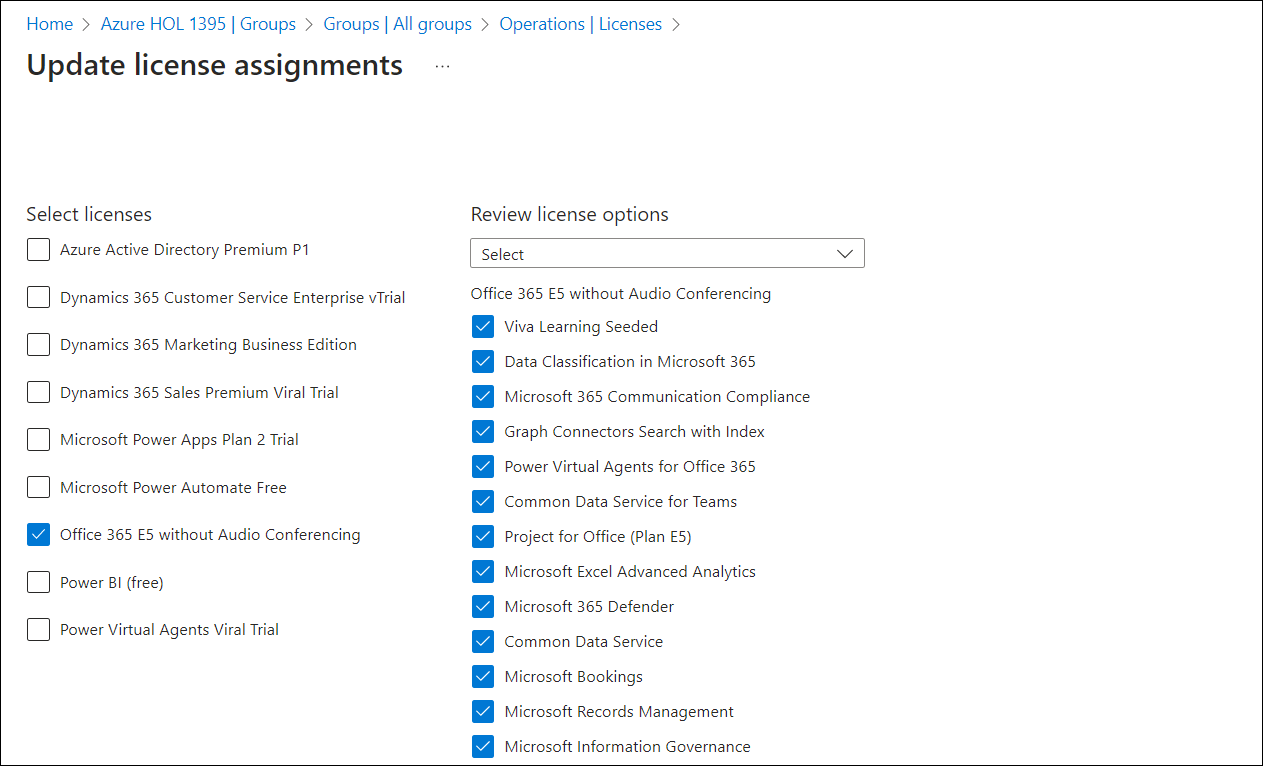 Home > Azure HOL 1395 | Groups > Groups | All groups > Operations | Licenses >
Update license assignments ...
Select licenses
Azure Active Directory Premium P1
Dynamics 365 Customer Service Enterprise vTrial
Dynamics 365 Marketing Business Edition
Dynamics 365 Sales Premium Viral Trial
Microsoft Power Apps Plan 2 Trial
Microsoft Power Automate Free
Office 365 E5 without Audio Conferencing
Power BI (free)
Power Virtual Agents Viral Trial
Review license options
Select
Office 365 E5 without Audio Conferencing
Viva Learning Seeded
Data Classification in Microsoft 365
Microsoft 365 Communication Compliance
Graph Connectors Search with Index
Power Virtual Agents for Office 365
Common Data Service for Teams
Project for Office (Plan E5)
Microsoft Excel Advanced Analytics
Microsoft 365 Defender
Common Data Service
Microsoft Bookings
Microsoft Records Management
Microsoft Information Governance